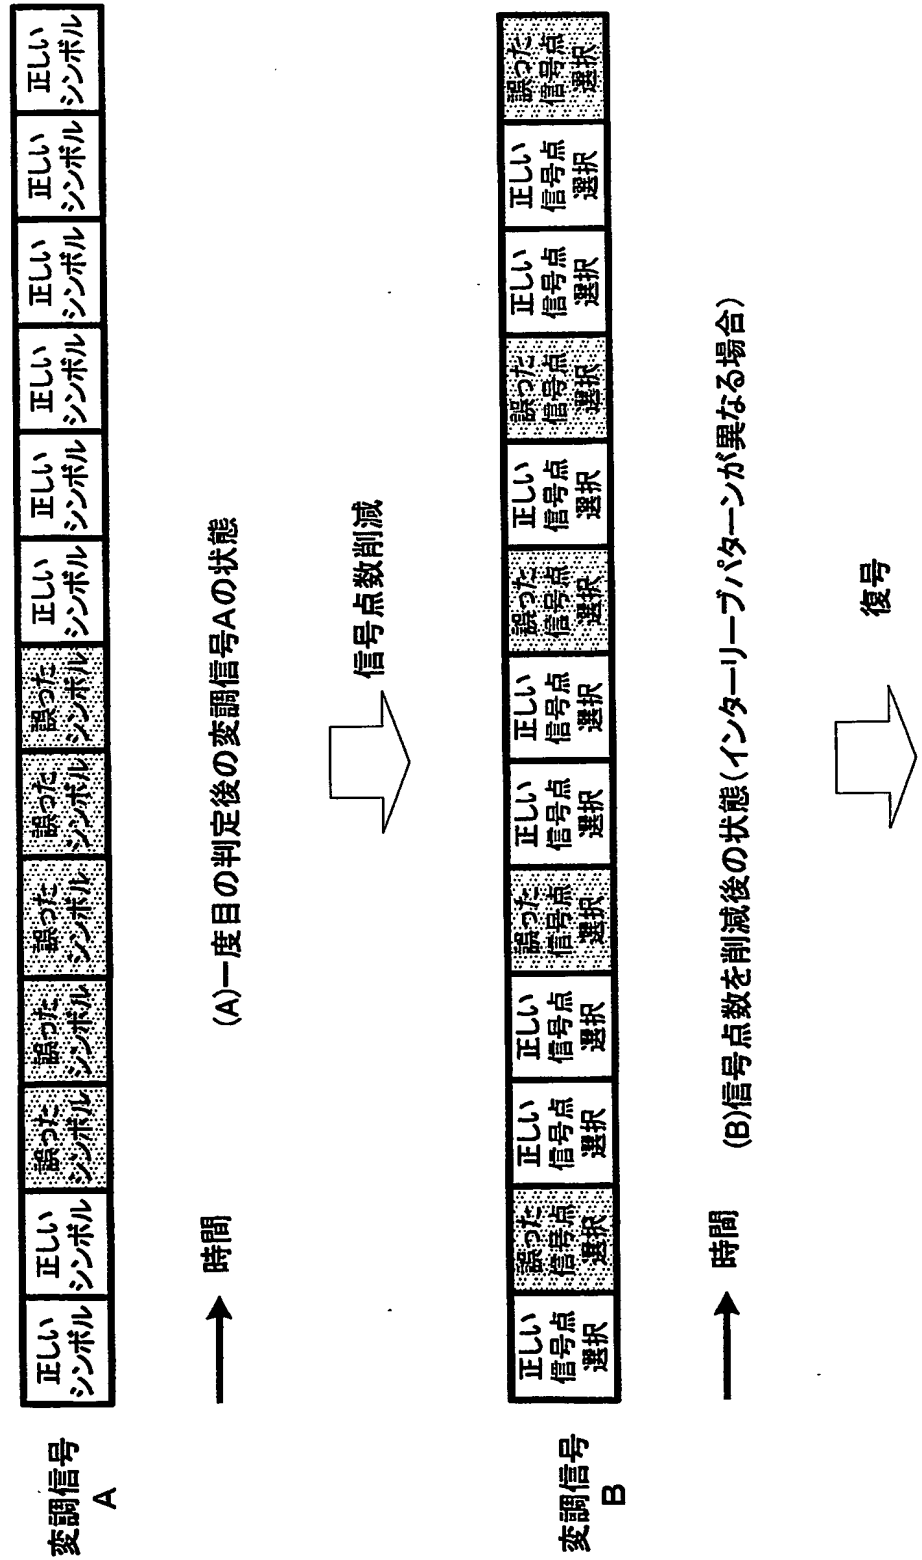 変調信号
A
正しい
シンボル
正しい
シンボル
誤った
シンボル
誤った
シンボル
誤った
シンボル
誤った
シンボル
誤った
シンボル
正しい
シンボル
正しい
シンボル
正しい
シンボル
正しい
シンボル
正しい
シンボル
正しい
シンボル
時間
(A)一度目の判定後の変調信号Aの状態
信号点数削減
変調信号
B
正しい
信号点
選択
誤った
信号点
選択
正しい
信号点
選択
正しい
信号点
選択
誤った
信号点
選択
正しい
信号点
選択
正しい
信号点
選択
誤った
信号点
選択
正しい
信号点
選択
誤った
信号点
選択
正しい
信号点
選択
正しい
信号点
選択
誤った
信号点
選択
時間
(B)信号点数を削減後の状態(インターリーブパターンが異なる場合)
復号